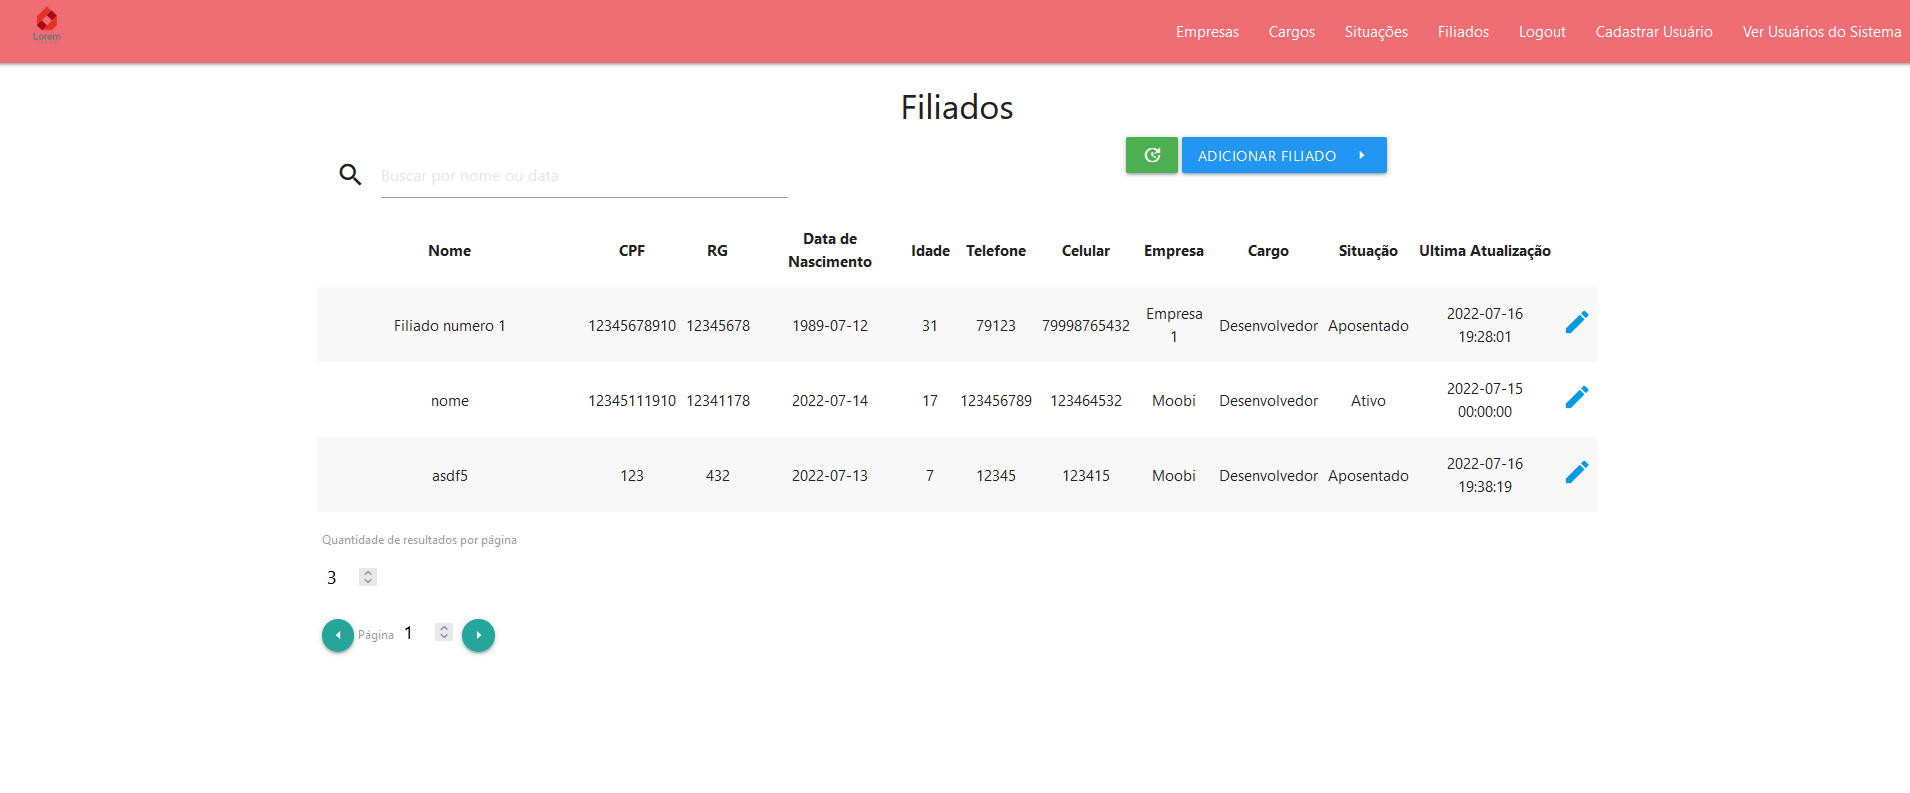 Lorem
Empresas Cargos Situações Filiados Logout Cadastrar Usuário Ver Usuários do Sistema
Filiados
Buscar por nome ou data
ADICIONAR FILIADO
Nome CPF RG Data de Nascimento Idade Telefone Celular Empresa Cargo Situação Ultima Atualização
Filiado numero 1 12345678910 12345678 1989-07-12 31 79123 79998765432 Empresa 1 Desenvolvedor Aposentado 2022-07-16 19:28:01
nome 12345111910 12341178 2022-07-14 17 123456789 123464532 Moobi Desenvolvedor Ativo 2022-07-15 00:00:00
asdf5 123 432 2022-07-13 7 12345 123415 Moobi Desenvolvedor Aposentado 2022-07-16 19:38:19
Quantidade de resultados por página
3
Página 1